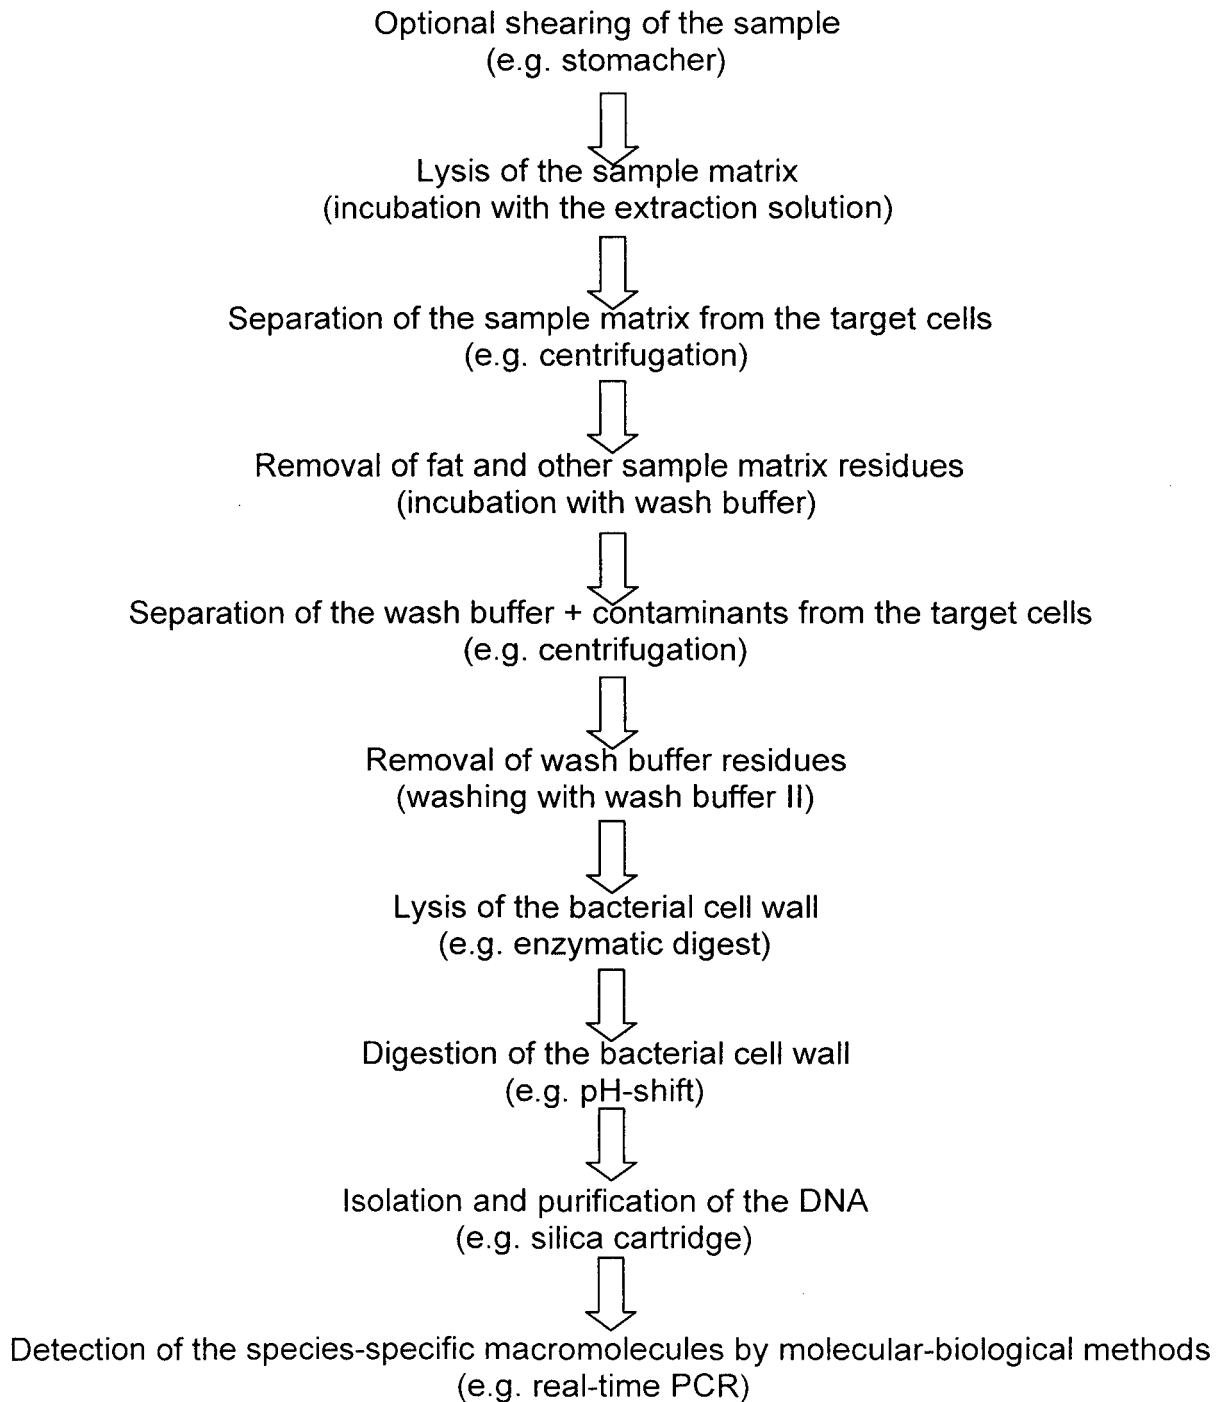 Optional shearing of the sample
(e.g. stomacher)
Lysis of the sample matrix
(incubation with the extraction solution)
Separation of the sample matrix from the target cells
(e.g. centrifugation)
Removal of fat and other sample matrix residues
(incubation with wash buffer)
Separation of the wash buffer + contaminants from the target cells
(e.g. centrifugation)
Removal of wash buffer residues
(washing with wash buffer II)
Lysis of the bacterial cell wall
(e.g. enzymatic digest)
Digestion of the bacterial cell wall
(e.g. pH-shift)
Isolation and purification of the DNA
(e.g. silica cartridge)
Detection of the species-specific macromolecules by molecular-biological methods
(e.g. real-time PCR)